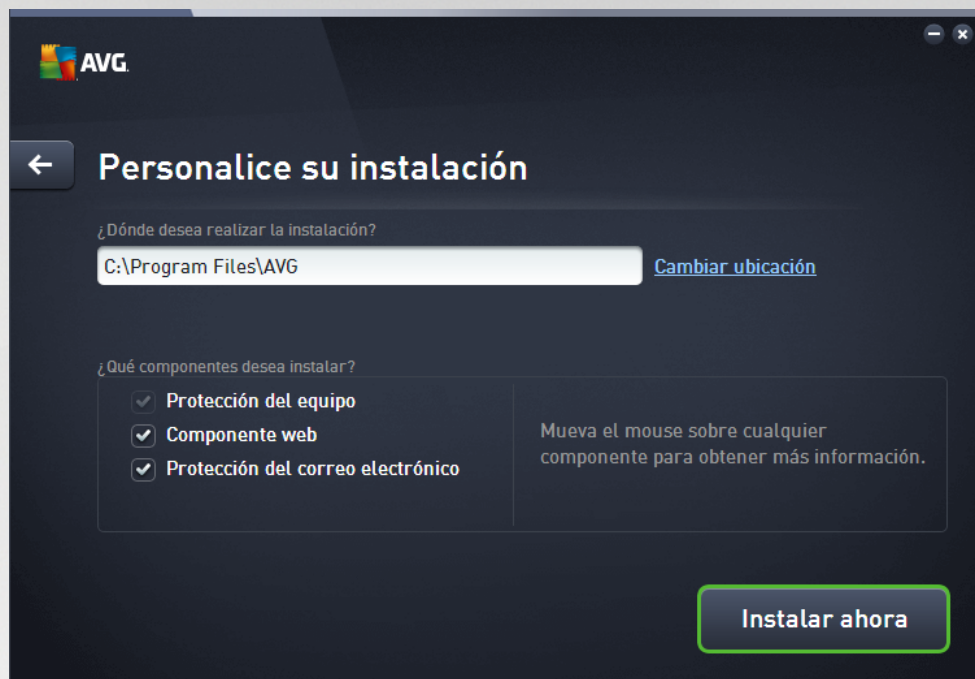 AVG.
Personalice su instalación
¿Dónde desea realizar la instalación?
C:\Program Files\AVG
Cambiar ubicación
¿Qué componentes desea instalar?
Protección del equipo
Componente web
Protección del correo electrónico
Mueva el mouse sobre cualquier
componente para obtener más información.
Instalar ahora